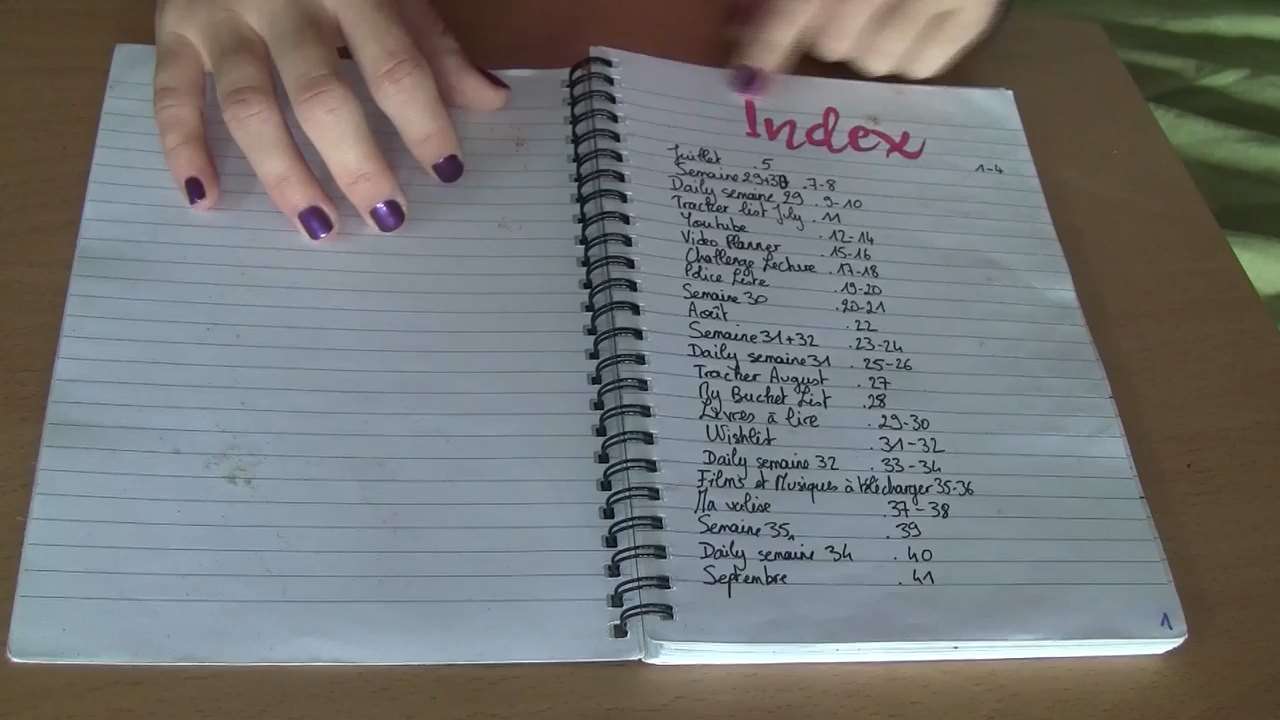 Index
1-4
Juillet . 5
Semaine 29+30 . 7-8
Daily semaine 29 . 9-10
Tracker list July . 11
Youtube . 12-14
Video Planner . 15-16
Challenge Lecture . 17-18
Police Liste . 19-20
Semaine 30 . 20-21
Août . 22
Semaine 31+32 . 23-24
Daily semaine 31 . 25-26
Tracker August . 27
My Bucket List . 28
Livres à lire . 29-30
Wishlist . 31-32
Daily semaine 32 . 33-34
Films et Musiques à télécharger 35-36
Ma valise . 37-38
Semaine 35 . 39
Daily semaine 34 . 40
Septembre . 41
1